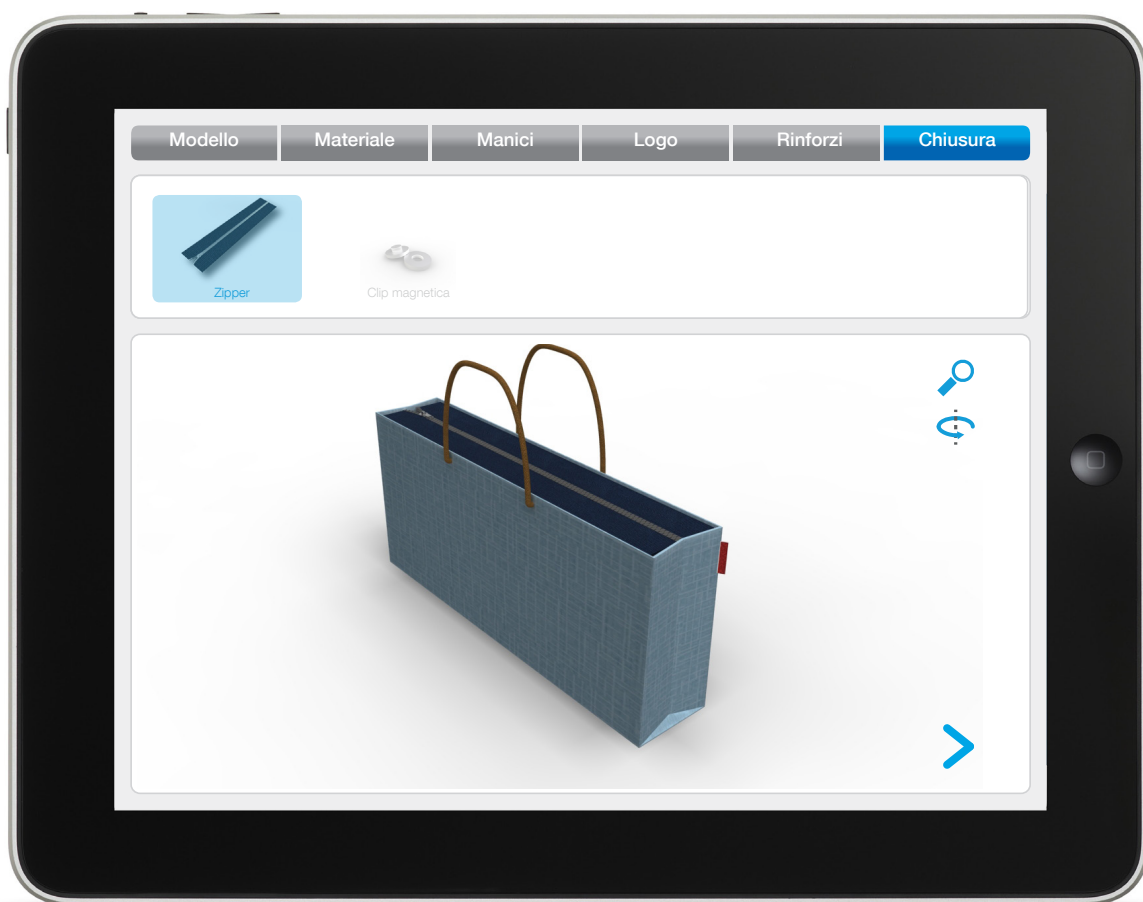 Modello
Materiale
Manici
Logo
Rinforzi
Chiusura
Zipper
Clip magnetica